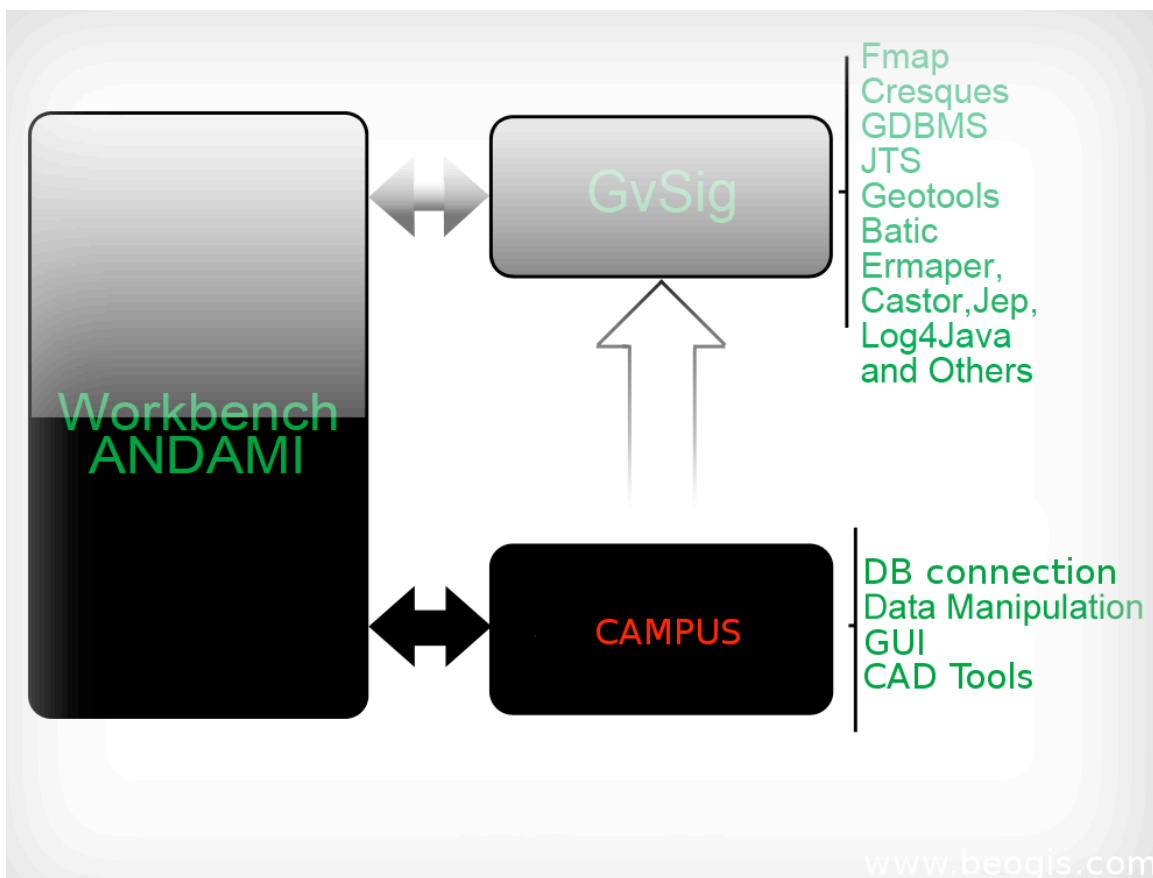 Workbench
ANDAMI
GvSig
Fmap
Cresques
GDBMS
JTS
Geotools
Batic
Ermaper,
Castor,Jep,
Log4Java
and Others
CAMPUS
DB connection
Data Manipulation
GUI
CAD Tools
www.beogis.com